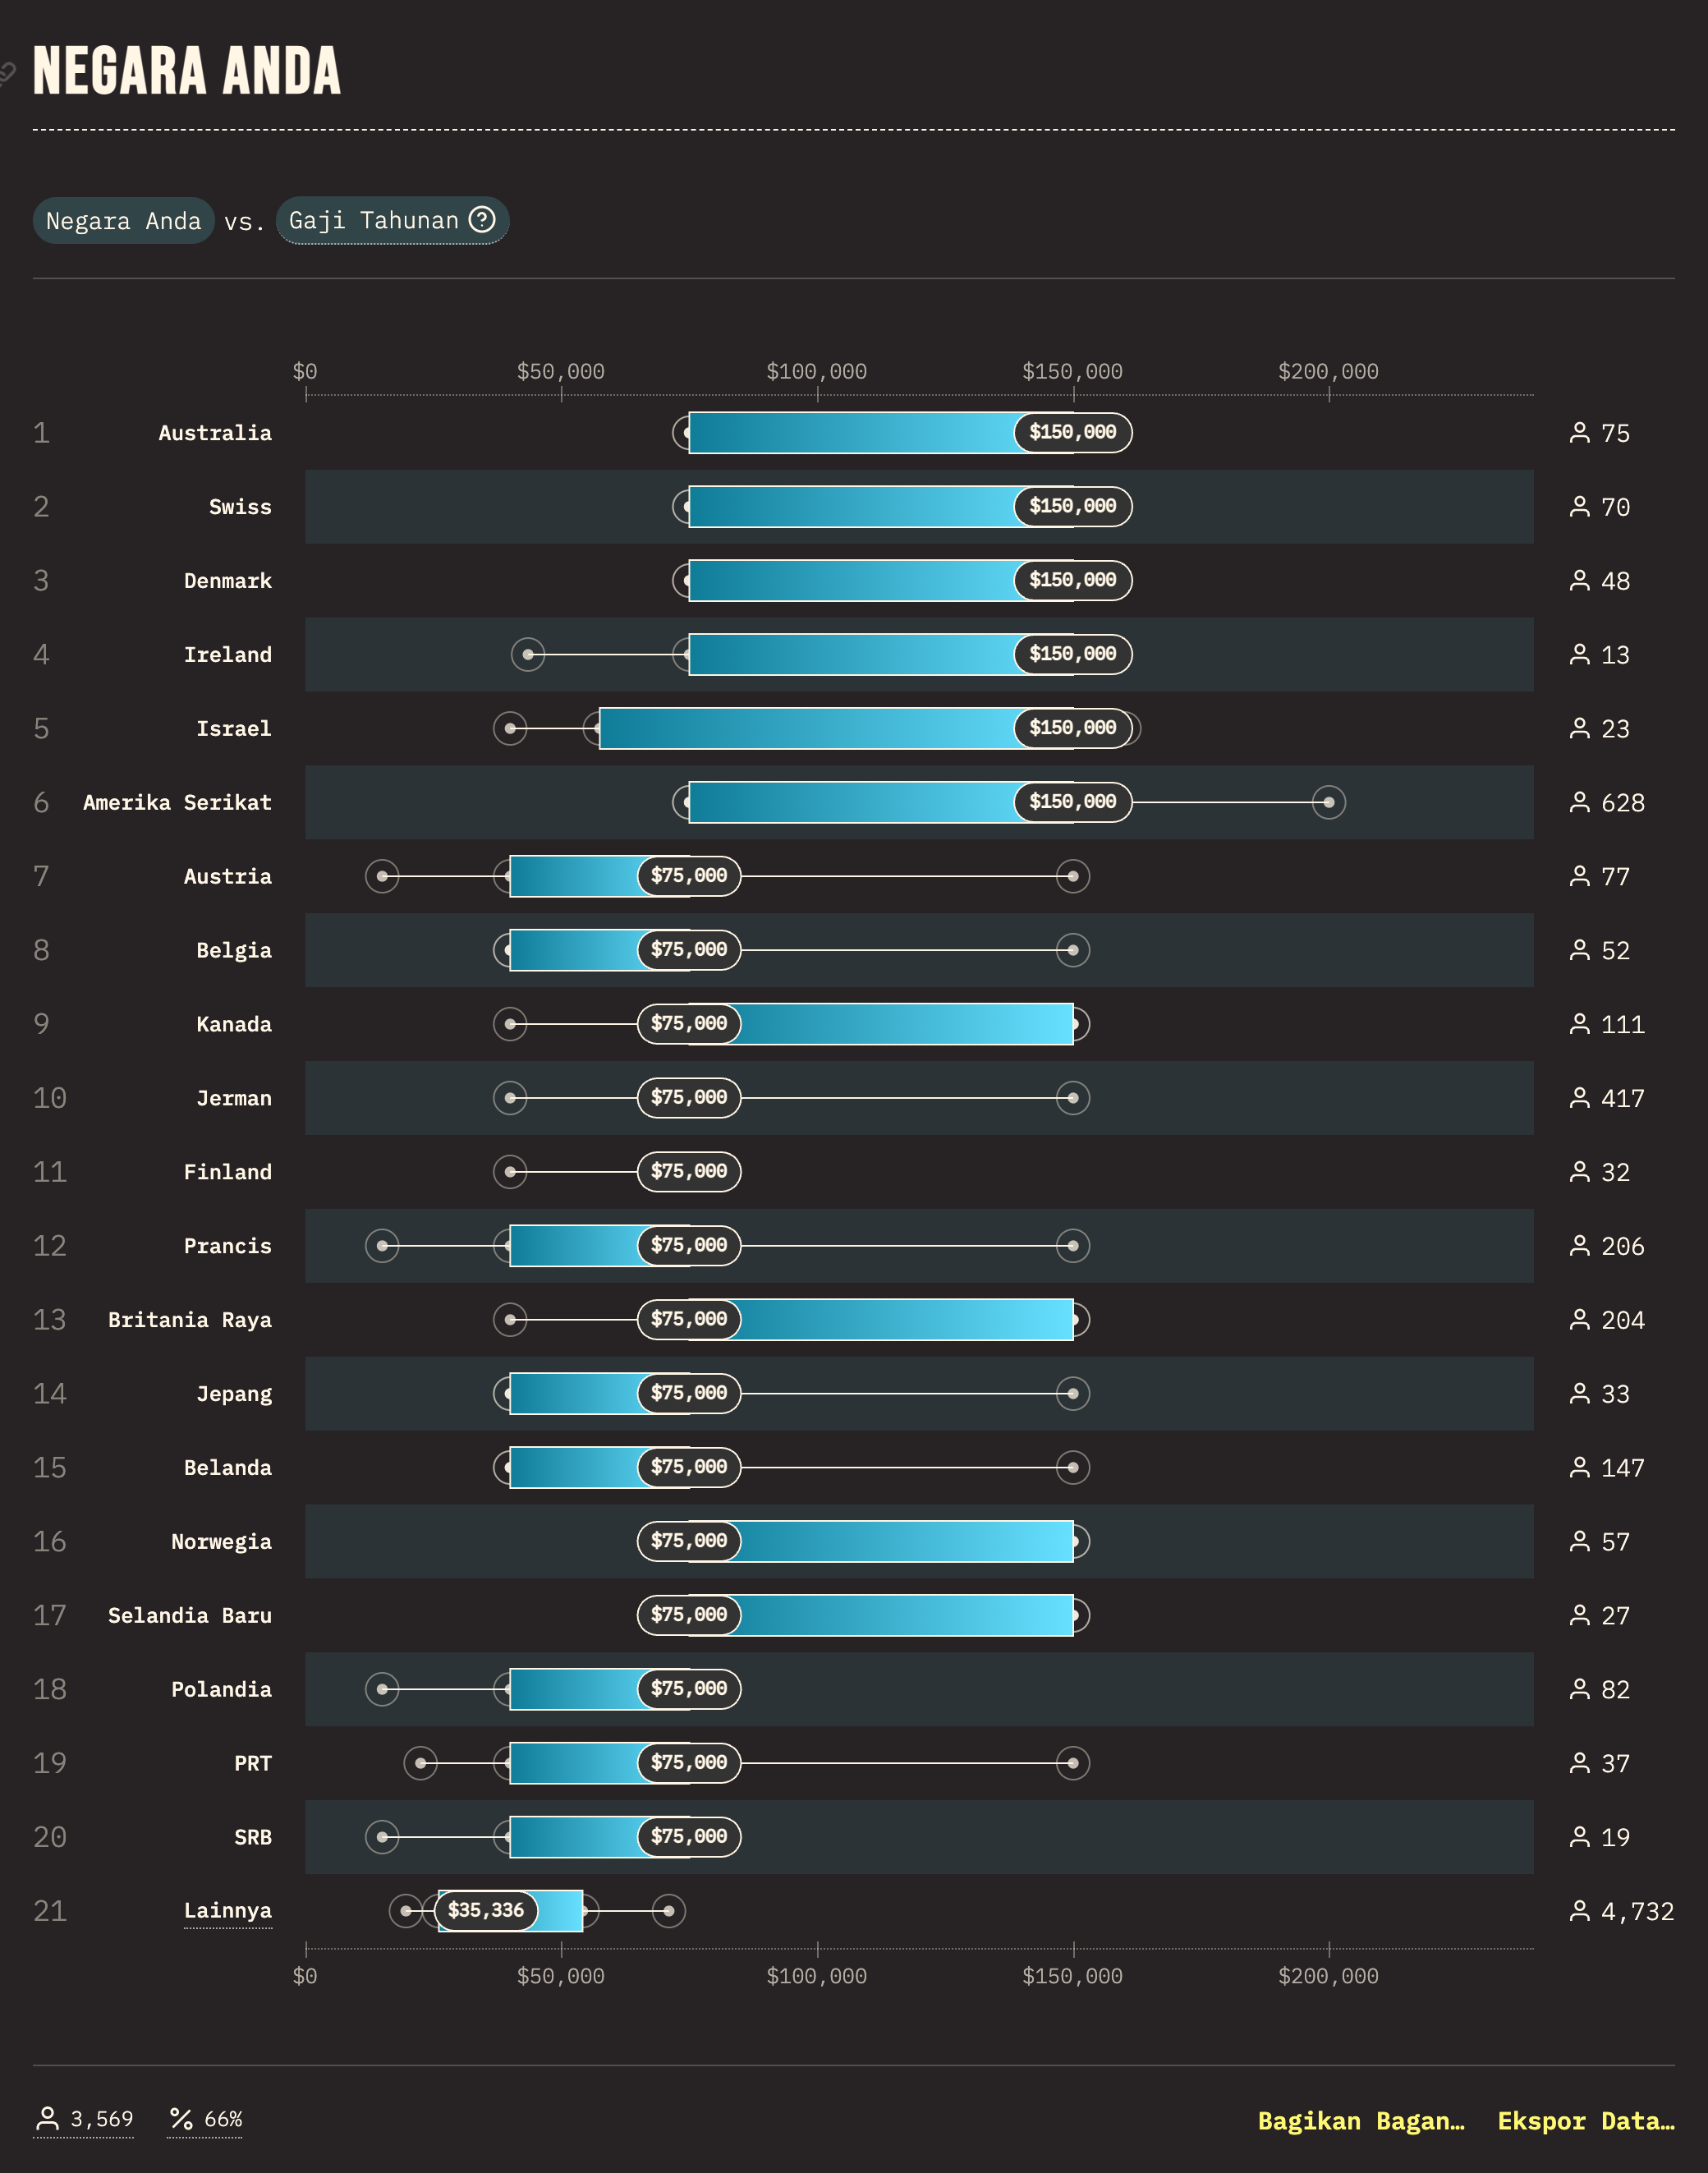 NEGARA ANDA
Negara Anda vs. Gaji Tahunan ?
$0 $50,000 $100,000 $150,000 $200,000
1 Australia $150,000 75
2 Swiss $150,000 70
3 Denmark $150,000 48
4 Ireland $150,000 13
5 Israel $150,000 23
6 Amerika Serikat $150,000 628
7 Austria $75,000 77
8 Belgia $75,000 52
9 Kanada $75,000 111
10 Jerman $75,000 417
11 Finland $75,000 32
12 Prancis $75,000 206
13 Britania Raya $75,000 204
14 Jepang $75,000 33
15 Belanda $75,000 147
16 Norwegia $75,000 57
17 Selandia Baru $75,000 27
18 Polandia $75,000 82
19 PRT $75,000 37
20 SRB $75,000 19
21 Lainnya $35,336 4,732
$0 $50,000 $100,000 $150,000 $200,000
3,569 % 66% Bagikan Bagan… Ekspor Data…